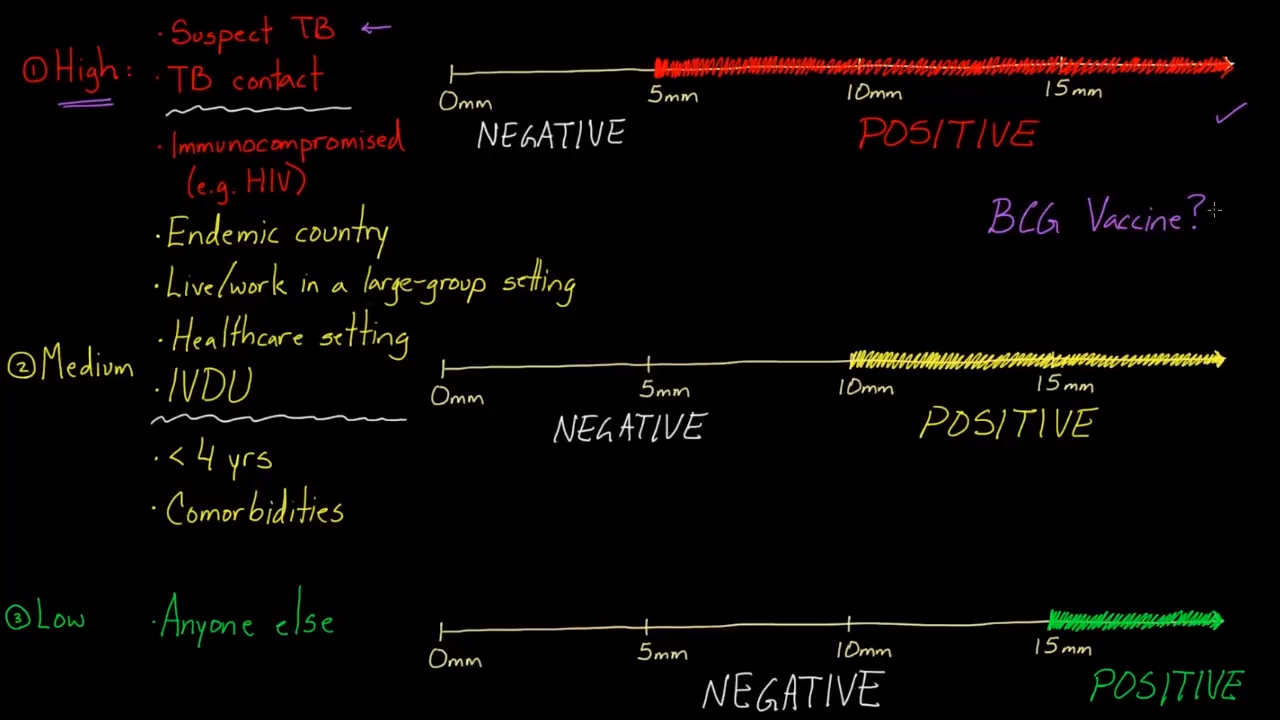 ① High:
· Suspect TB ←
· TB contact
· Immunocompromised
(e.g. HIV)
0mm 5mm 10mm 15mm
NEGATIVE POSITIVE
BCG Vaccine?
② Medium
· Endemic country
· Live/work in a large-group setting
· Healthcare setting
· IVDU
· < 4 yrs
· Comorbidities
0mm 5mm 10mm 15mm
NEGATIVE POSITIVE
③ Low
· Anyone else
0mm 5mm 10mm 15mm
NEGATIVE POSITIVE